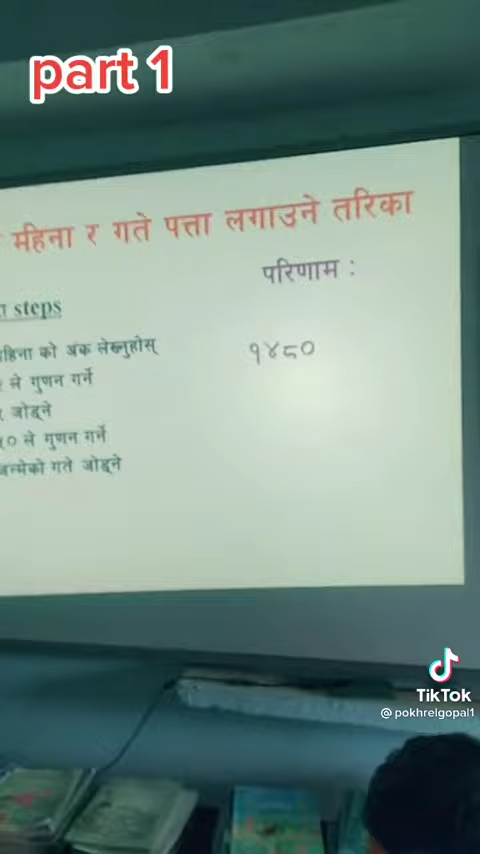 part 1
महिना र गते पत्ता लगाउने तरिका
परिणाम :
steps
को अंक लेख्नुहोस्
१४८०
ले गुणन गर्ने
जोड्ने
ले गुणन गर्ने
जन्मेको गते जोड्ने
TikTok
@pokhrelgopal1